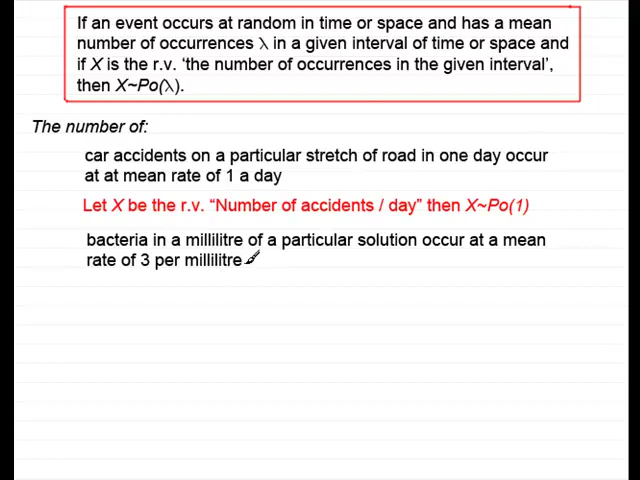 If an event occurs at random in time or space and has a mean
number of occurrences λ in a given interval of time or space and
if X is the r.v. ‘the number of occurrences in the given interval’,
then X~Po(λ).
The number of:
car accidents on a particular stretch of road in one day occur
at at mean rate of 1 a day
Let X be the r.v. “Number of accidents / day” then X~Po(1)
bacteria in a millilitre of a particular solution occur at a mean
rate of 3 per millilitre